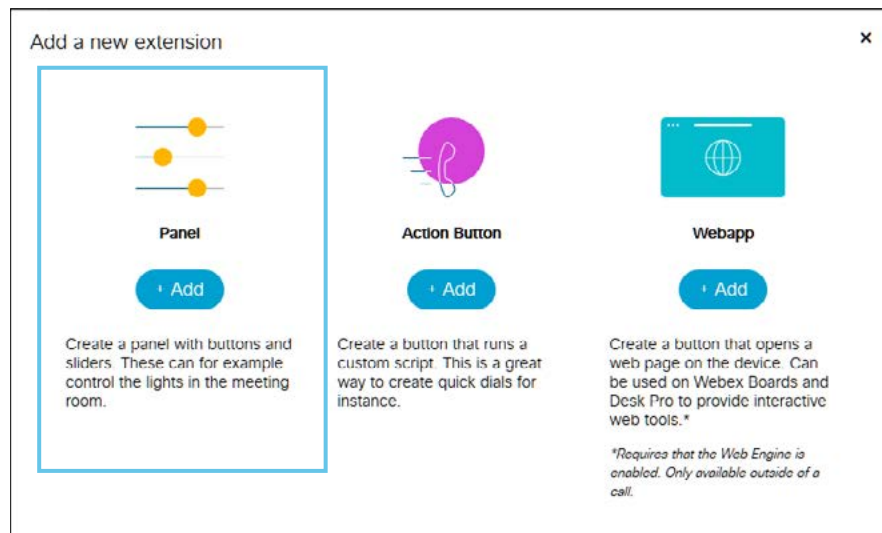 Add a new extension
×
Panel
Action Button
Webapp
+ Add
+ Add
+ Add
Create a panel with buttons and
sliders. These can for example
control the lights in the meeting
room.
Create a button that runs a
custom script. This is a great
way to create quick dials for
instance.
Create a button that opens a
web page on the device. Can
be used on Webex Boards and
Desk Pro to provide interactive
web tools.*
*Requires that the Web Engine is
enabled. Only available outside of a
call.